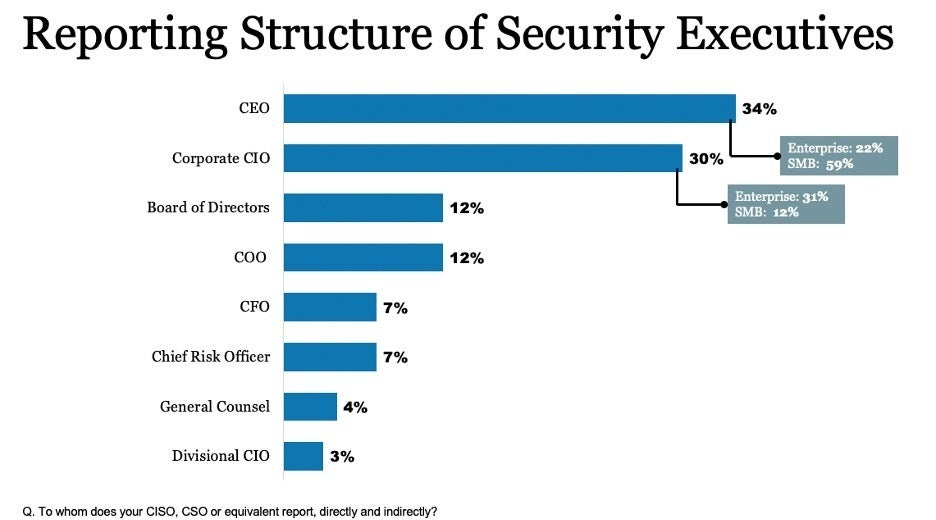 Reporting Structure of Security Executives
CEO 34%
Enterprise: 22%
SMB: 59%
Corporate CIO 30%
Enterprise: 31%
SMB: 12%
Board of Directors 12%
COO 12%
CFO 7%
Chief Risk Officer 7%
General Counsel 4%
Divisional CIO 3%
Q. To whom does your CISO, CSO or equivalent report, directly and indirectly?